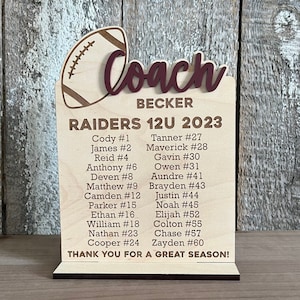 Coach
BECKER
RAIDERS 12U 2023
Cody #1 Tanner #27
James #2 Maverick #28
Reid #4 Gavin #30
Anthony #6 Owen #31
Deven #8 Aundre #41
Matthew #9 Brayden #43
Camden #12 Justin #44
Parker #15 Noah #45
Ethan #16 Elijah #52
William #18 Colton #55
Nathan #23 Chase #57
Cooper #24 Zayden #60
THANK YOU FOR A GREAT SEASON!